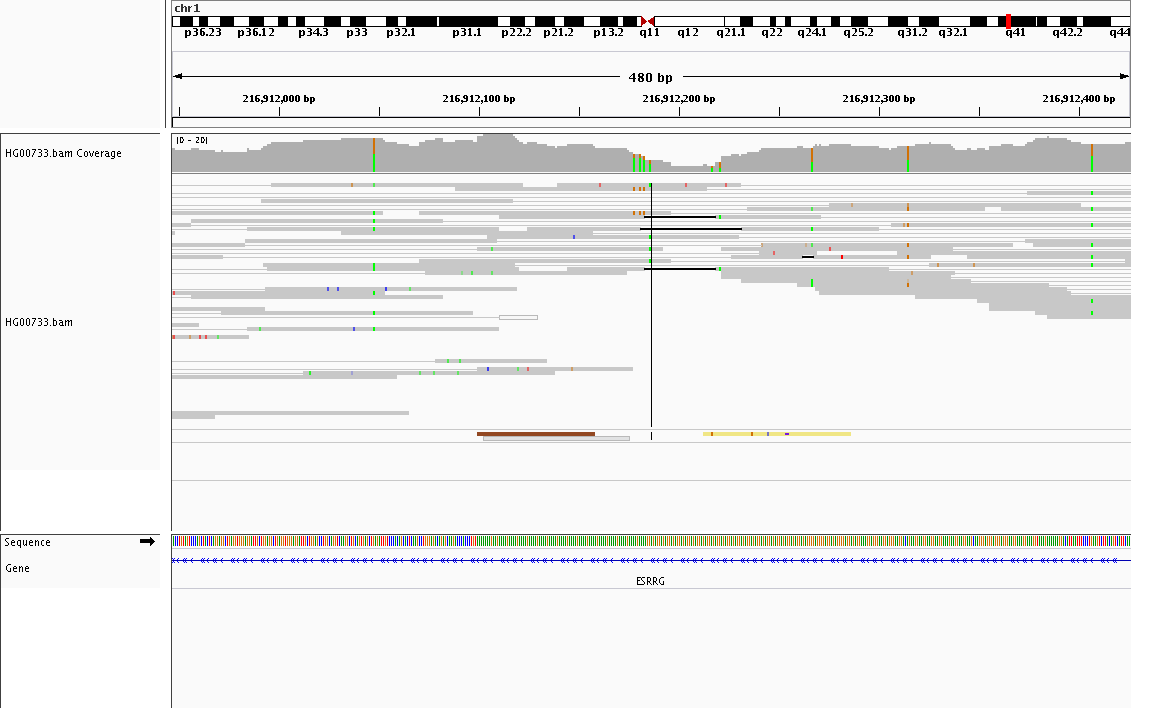 chr1
p36.23 p36.12 p34.3 p33 p32.1 p31.1 p22.2 p21.2 p13.2 q11 q12 q21.1 q22 q24.1 q25.2 q31.2 q32.1 q41 q42.2 q44
480 bp
216,912,000 bp 216,912,100 bp 216,912,200 bp 216,912,300 bp 216,912,400 bp
[0 - 20]
HG00733.bam Coverage
HG00733.bam
Sequence
Gene
ESRRG